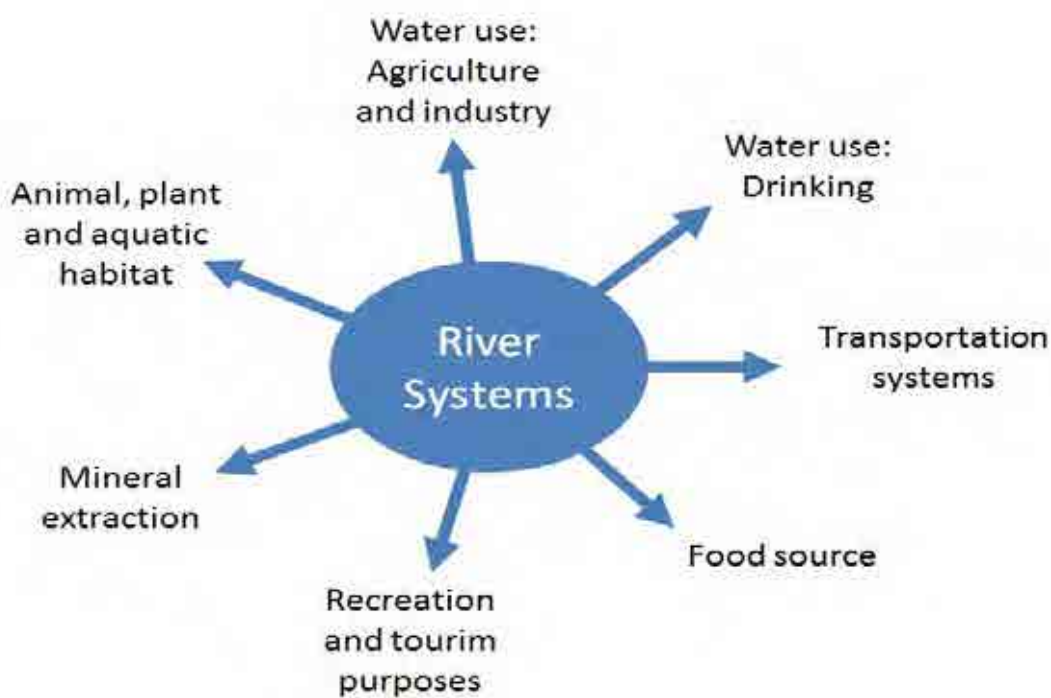 Water use:
Agriculture
and industry
Water use:
Drinking
Animal, plant
and aquatic
habitat
River
Systems
Transportation
systems
Mineral
extraction
Food source
Recreation
and tourim
purposes